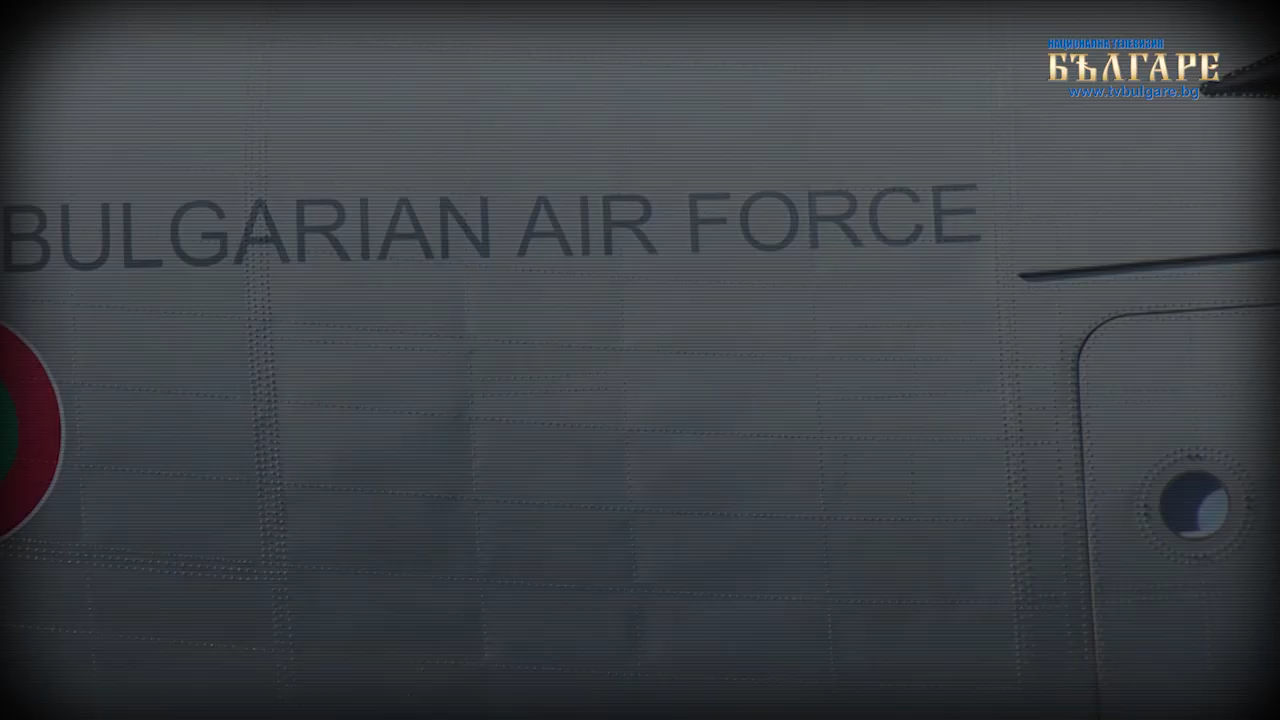 НАЦИОНАЛНА ТЕЛЕВИЗИЯ
БЪЛГАРЕ
www.tvbulgare.bg
BULGARIAN AIR FORCE